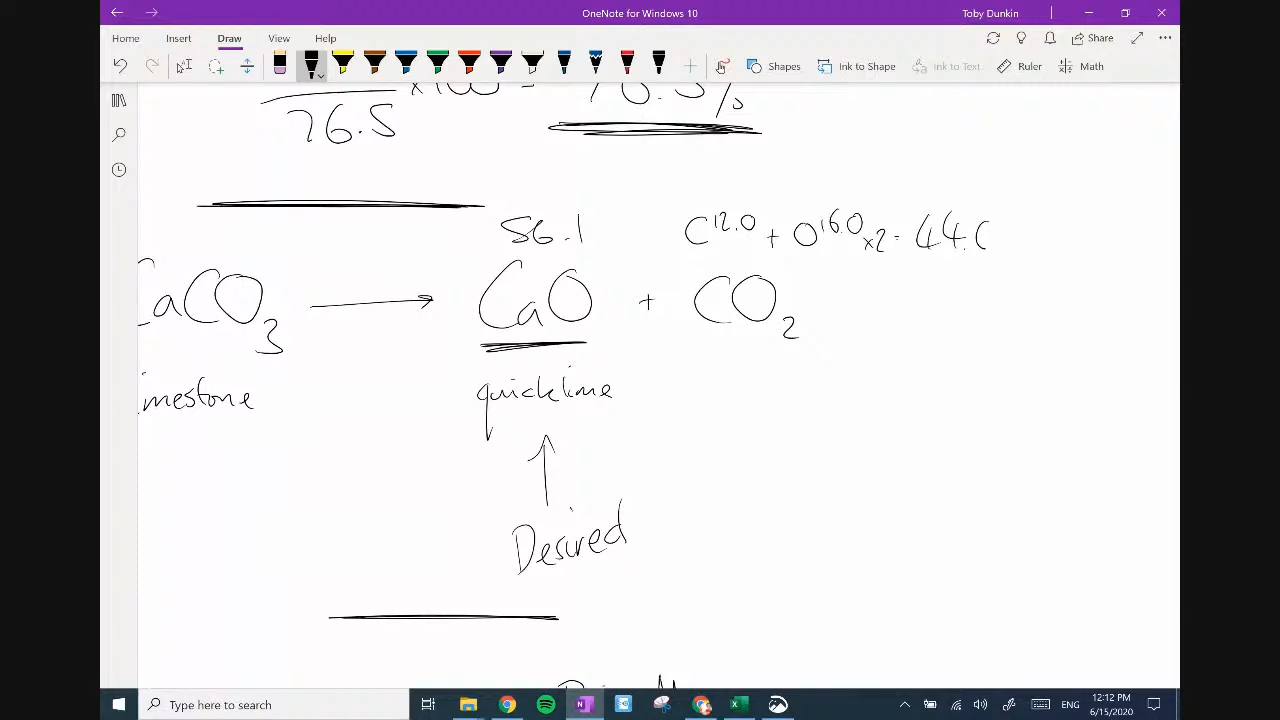 OneNote for Windows 10
Toby Dunkin
Home Insert Draw View Help
Share
Shapes Ink to Shape Ink to Text Ruler Math
76.5
56.1 C12.0 + O16.0 x2 = 44.0
CaCO3 → CaO + CO2
limestone quicklime
Desired
Type here to search
ENG
12:12 PM
6/15/2020